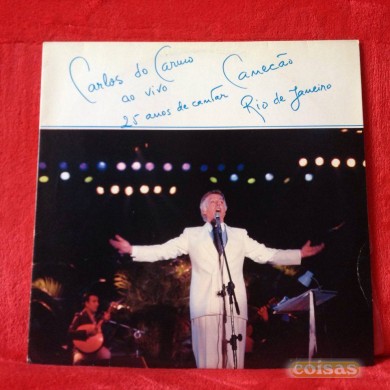 Carlos do Carmo
ao vivo
25 anos de cantar
Canecão
Rio de Janeiro
coisas